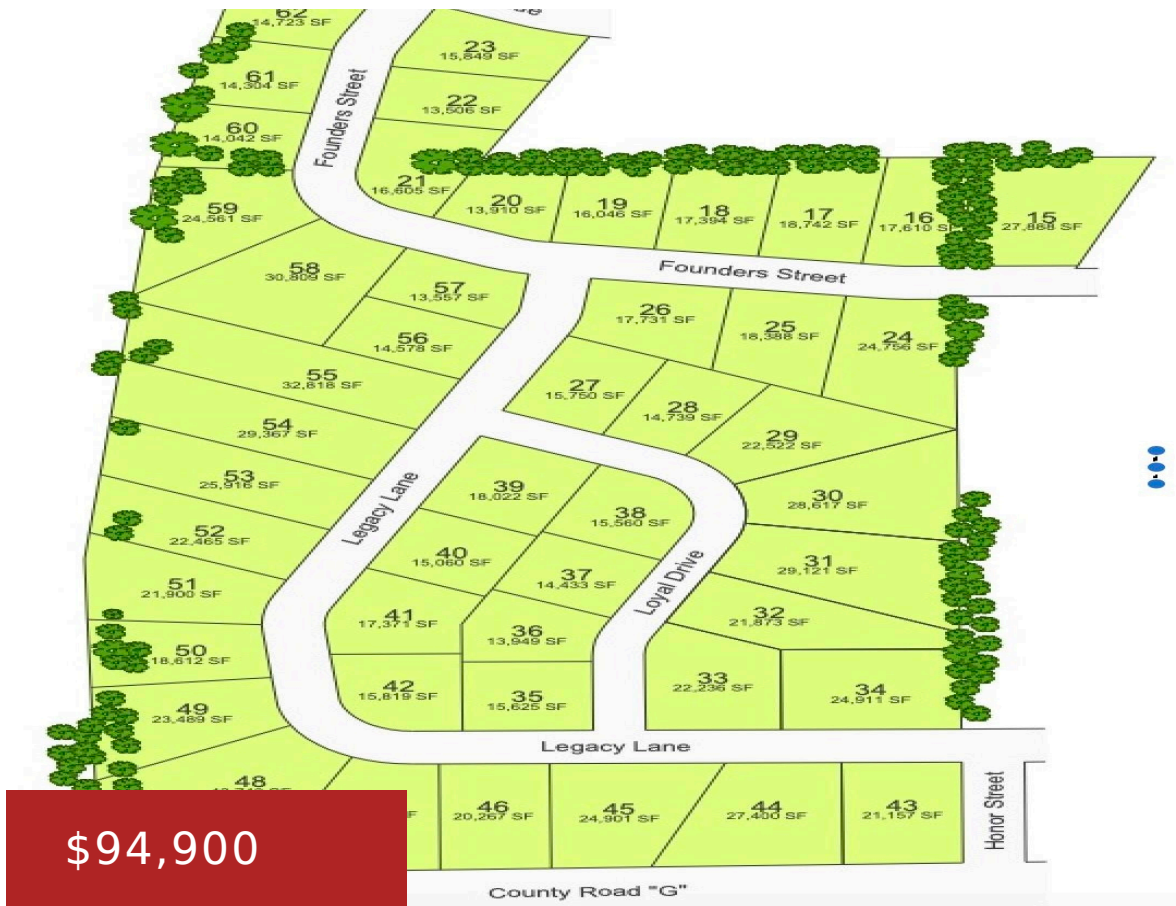 62
14,723 SF
23
15,849 SF
61
14,304 SF
22
13,506 SF
60
14,042 SF
Founders Street
21
16,605 SF
20
13,910 SF
19
16,046 SF
18
17,394 SF
17
18,742 SF
16
17,610 SF
15
27,888 SF
59
24,561 SF
58
30,809 SF
57
13,557 SF
Founders Street
56
14,578 SF
26
17,731 SF
25
18,388 SF
24
24,756 SF
55
32,818 SF
27
15,750 SF
28
14,739 SF
54
29,367 SF
29
22,522 SF
53
25,916 SF
39
18,022 SF
30
28,617 SF
Legacy Lane
38
15,560 SF
52
22,465 SF
40
15,060 SF
31
29,121 SF
51
21,900 SF
37
14,433 SF
Loyal Drive
41
17,371 SF
32
21,873 SF
36
13,949 SF
50
18,612 SF
42
15,819 SF
35
15,625 SF
33
22,236 SF
34
24,911 SF
49
23,489 SF
Legacy Lane
48
46
20,267 SF
45
24,901 SF
44
27,400 SF
43
21,157 SF
Honor Street
$94,900
County Road "G"